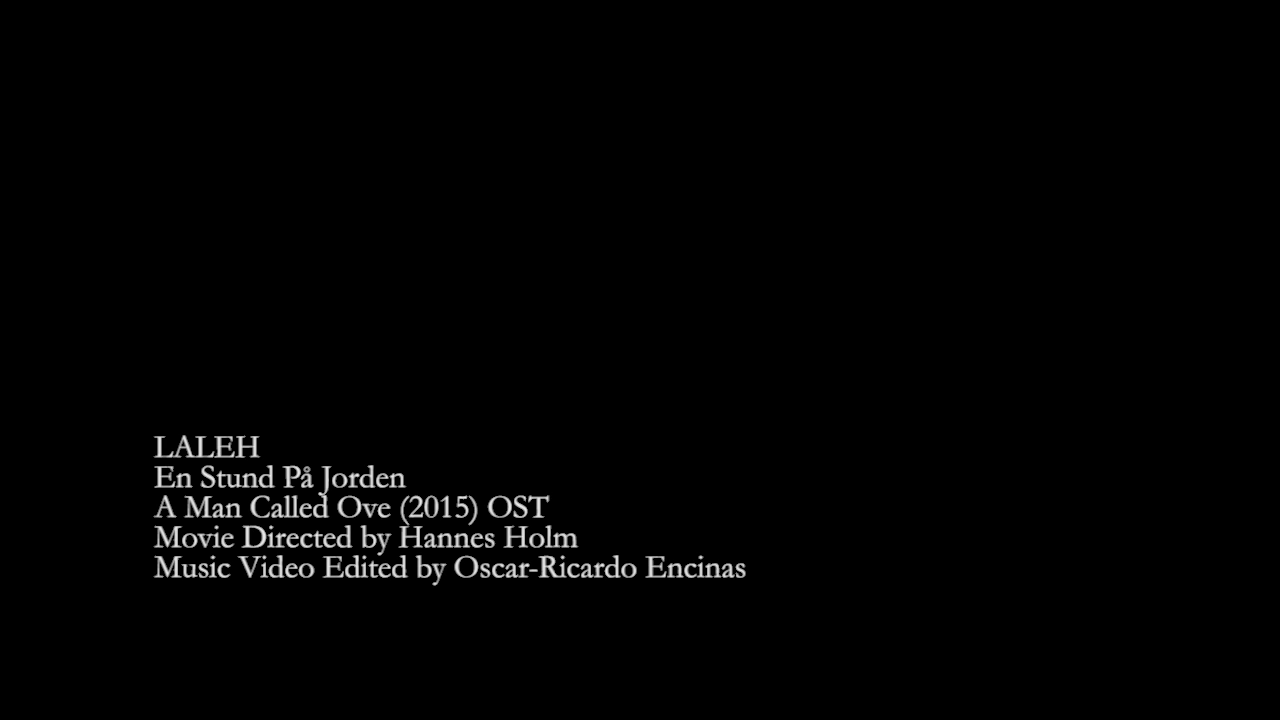 LALEH
En Stund På Jorden
A Man Called Ove (2015) OST
Movie Directed by Hannes Holm
Music Video Edited by Oscar-Ricardo Encinas